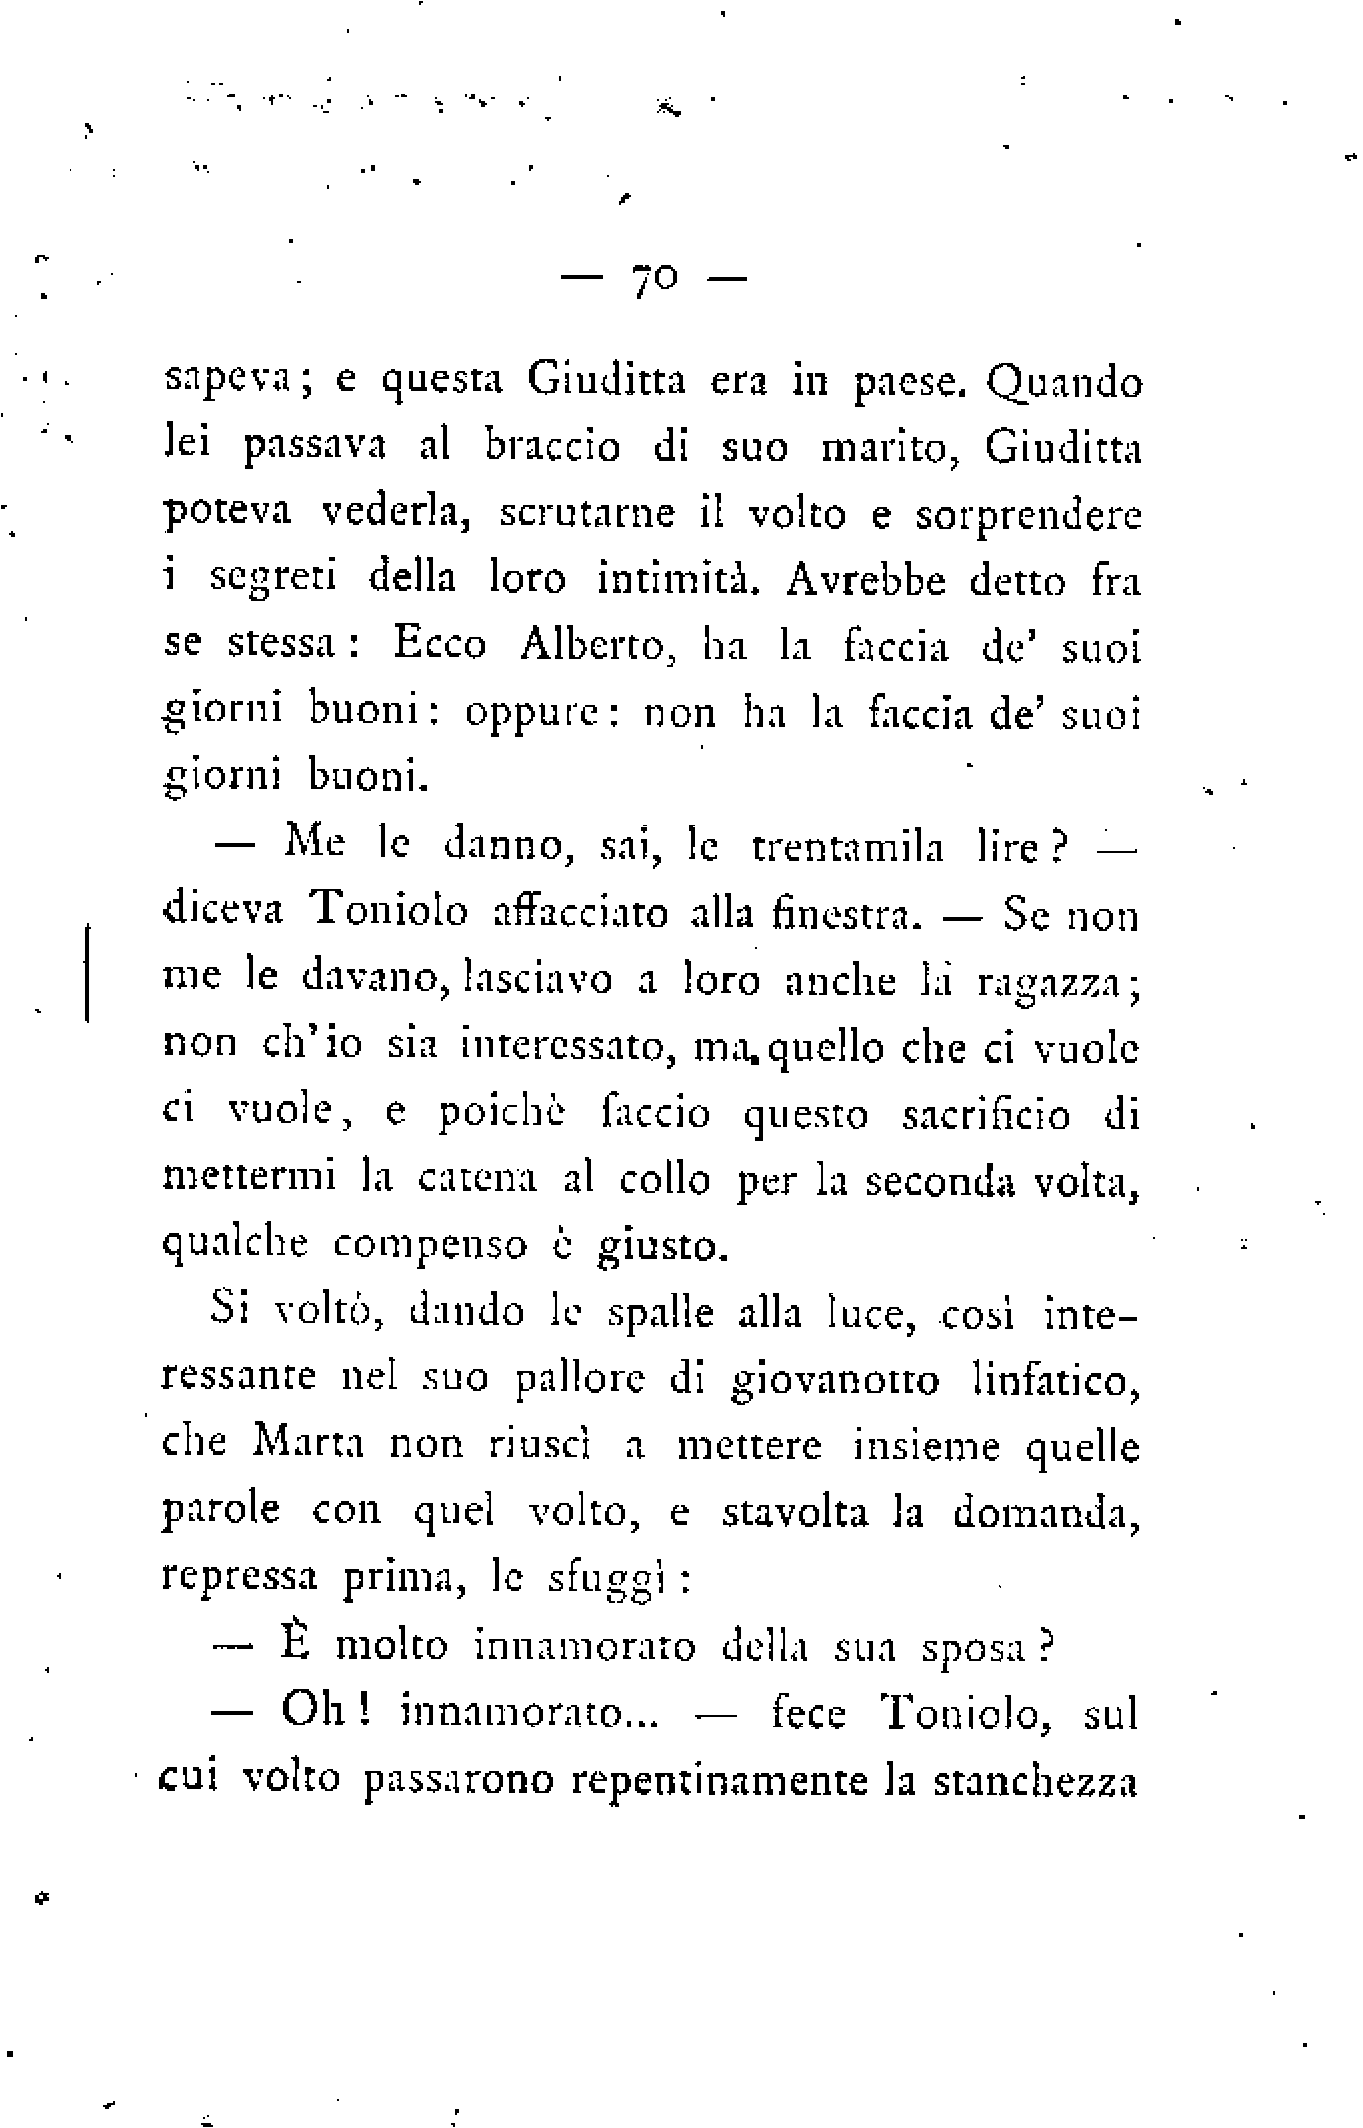 — 70 —
sapeva; e questa Giuditta era in paese. Quando
lei passava al braccio di suo marito, Giuditta
poteva vederla, scrutarne il volto e sorprendere
i segreti della loro intimità. Avrebbe detto fra
se stessa: Ecco Alberto, ha la faccia de' suoi
giorni buoni: oppure: non ha la faccia de' suoi
giorni buoni.
— Me le danno, sai, le trentamila lire? —
diceva Toniolo affacciato alla finestra. — Se non
me le davano, lasciavo a loro anche la ragazza;
non ch'io sia interessato, ma quello che ci vuole
ci vuole, e poichè faccio questo sacrificio di
mettermi la catena al collo per la seconda volta,
qualche compenso è giusto.
Si voltò, dando le spalle alla luce, così inte-
ressante nel suo pallore di giovanotto linfatico,
che Marta non riuscì a mettere insieme quelle
parole con quel volto, e stavolta la domanda,
repressa prima, le sfuggì:
— È molto innamorato della sua sposa?
— Oh! innamorato... — fece Toniolo, sul
cui volto passarono repentinamente la stanchezza